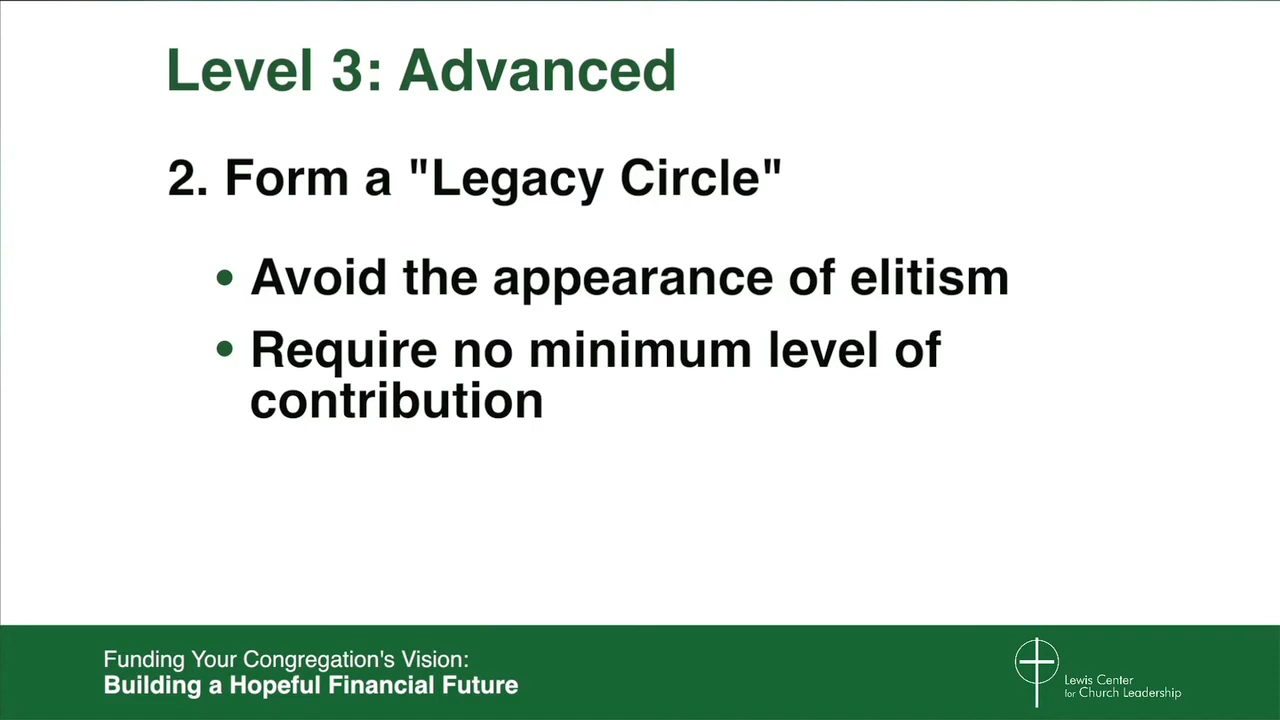 Level 3: Advanced
2. Form a "Legacy Circle"
• Avoid the appearance of elitism
• Require no minimum level of
contribution
Funding Your Congregation's Vision:
Building a Hopeful Financial Future
Lewis Center
for Church Leadership